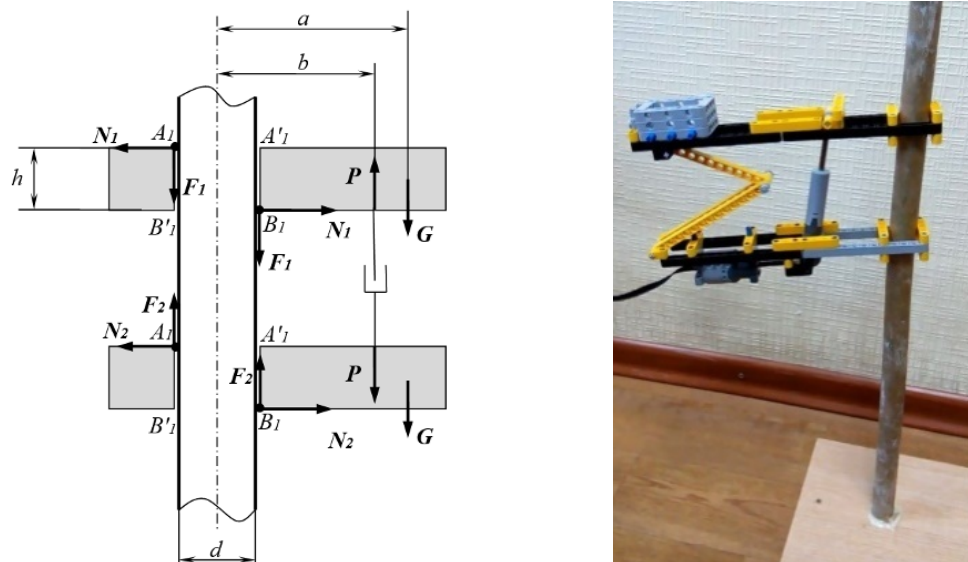 a
b
N1 A1 A'1
h P
F1
B'1 B1 N1 G
F1
F2
N2 A1 A'1
F2 P
B'1 B1
N2 G
d